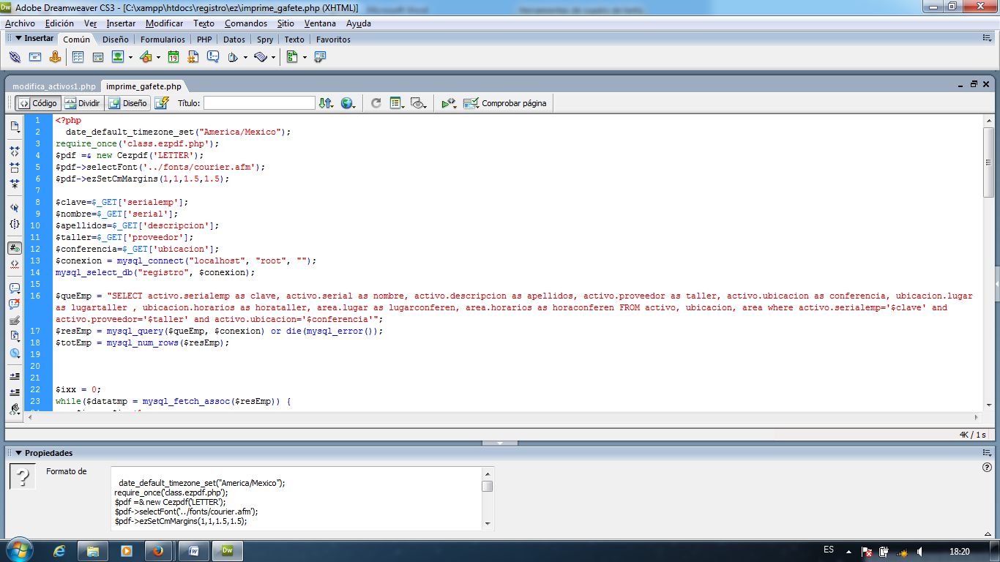 Adobe Dreamweaver CS3 - [C:\xampp\htdocs\registro\ez\imprime_gafete.php (XHTML)]
Archivo Edición Ver Insertar Modificar Texto Comandos Sitio Ventana Ayuda
Insertar Común Diseño Formularios PHP Datos Spry Texto Favoritos
19
modifica_activos1.php imprime_gafete.php
Código Dividir Diseño Título: Comprobar página
1 <?php
2 date_default_timezone_set("America/Mexico");
3 require_once('class.ezpdf.php');
4 $pdf =& new Cezpdf('LETTER');
5 $pdf->selectFont('../fonts/courier.afm');
6 $pdf->ezSetCmMargins(1,1,1.5,1.5);
7
8 $clave=$_GET['serialemp'];
9 $nombre=$_GET['serial'];
10 $apellidos=$_GET['descripcion'];
11 $taller=$_GET['proveedor'];
12 $conferencia=$_GET['ubicacion'];
13 $conexion = mysql_connect("localhost", "root", "");
14 mysql_select_db("registro", $conexion);
15
16 $queEmp = "SELECT activo.serialemp as clave, activo.serial as nombre, activo.descripcion as apellidos, activo.proveedor as taller, activo.ubicacion as conferencia, ubicacion.lugar
as lugartaller , ubicacion.horarios as horataller, area.lugar as lugarconferen, area.horarios as horaconferen FROM activo, ubicacion, area where activo.serialemp='$clave' and
activo.proveedor='$taller' and activo.ubicacion='$conferencia'";
17 $resEmp = mysql_query($queEmp, $conexion) or die(mysql_error());
18 $totEmp = mysql_num_rows($resEmp);
19
20
21
22 $ixx = 0;
23 while($datatmp = mysql_fetch_assoc($resEmp)) {
4K / 1 s
Propiedades
Formato de
date_default_timezone_set("America/Mexico");
require_once('class.ezpdf.php');
$pdf =& new Cezpdf('LETTER');
$pdf->selectFont('../fonts/courier.afm');
$pdf->ezSetCmMargins(1,1,1.5,1.5);
ES 18:20